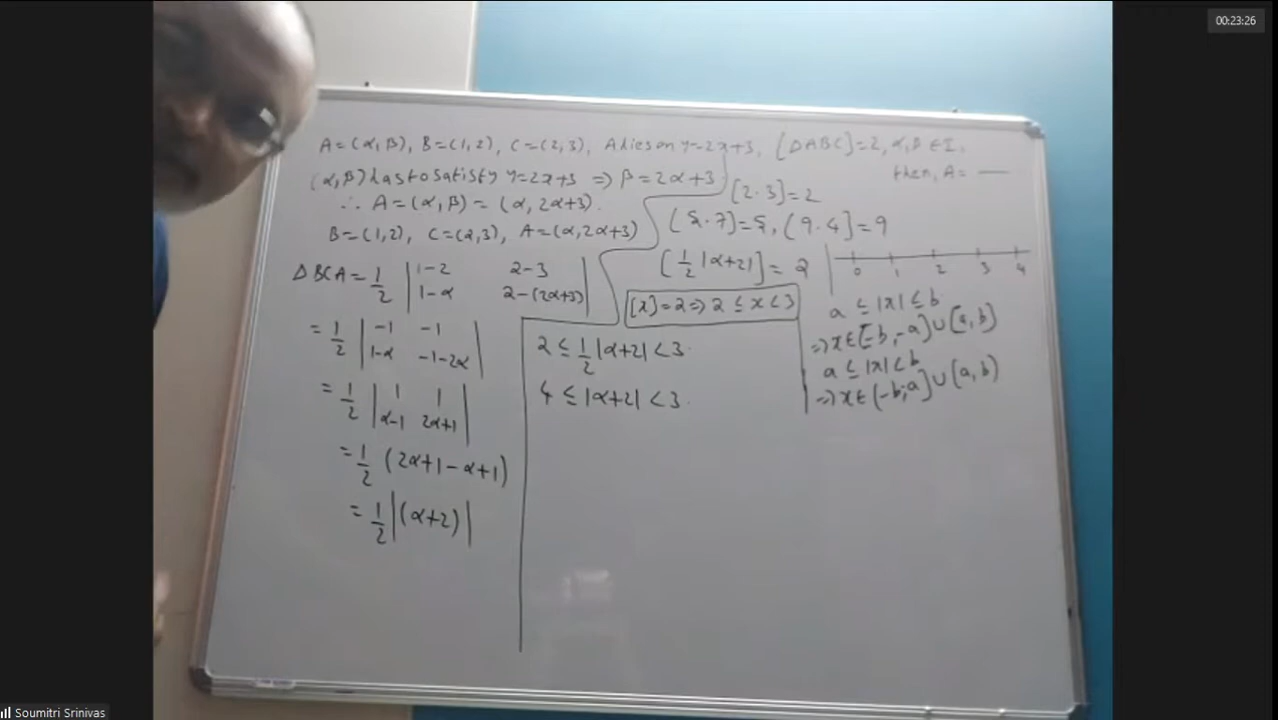 00:23:26
A=(α,β), B=(1,2), C=(2,3), A lies on y=2x+3, [ΔABC]=2, α,β∈I,
then, A= —
(α,β) has to satisfy y=2x+3 ⇒ β=2α+3
∴ A=(α,β)=(α,2α+3).
B=(1,2), C=(2,3), A=(α,2α+3)
[2.3]=2
[5.7]=5, [9.4]=9
ΔBCA = 1/2 | 1-2 2-3 |
| 1-α 2-(2α+3) |
= 1/2 | -1 -1 |
| 1-α -1-2α |
= 1/2 | 1 1 |
| α-1 2α+1 |
= 1/2 (2α+1-α+1)
= 1/2 |(α+2)|
[1/2 |α+2|] = 2
[x]=2 ⇒ 2 ≤ x < 3
2 ≤ 1/2 |α+2| < 3.
4 ≤ |α+2| < 3.
0 1 2 3 4
a ≤ |x| ≤ b
⇒ x∈[-b,-a]∪[a,b]
a ≤ |x| < b
⇒ x∈(-b,-a]∪[a,b)
Soumitri Srinivas